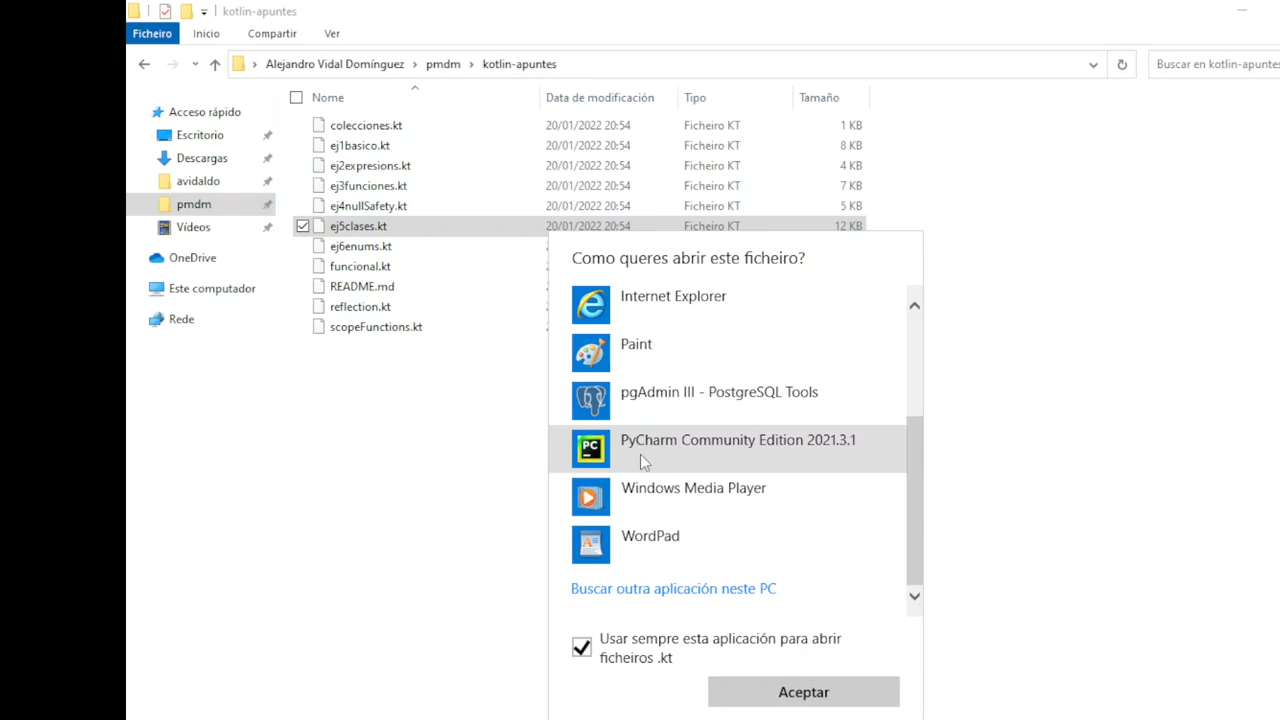 kotlin-apuntes
Ficheiro Inicio Compartir Ver
Alejandro Vidal Domínguez > pmdm > kotlin-apuntes
Buscar en kotlin-apuntes
Nome Data de modificación Tipo Tamaño
Acceso rápido
Escritorio
Descargas
avidaldo
pmdm
Vídeos
OneDrive
Este computador
Rede
colecciones.kt 20/01/2022 20:54 Ficheiro KT 1 KB
ej1basico.kt 20/01/2022 20:54 Ficheiro KT 8 KB
ej2expresions.kt 20/01/2022 20:54 Ficheiro KT 4 KB
ej3funciones.kt 20/01/2022 20:54 Ficheiro KT 7 KB
ej4nullSafety.kt 20/01/2022 20:54 Ficheiro KT 5 KB
ej5clases.kt 20/01/2022 20:54 Ficheiro KT 12 KB
ej6enums.kt
funcional.kt
README.md
reflection.kt
scopeFunctions.kt
Como queres abrir este ficheiro?
Internet Explorer
Paint
pgAdmin III - PostgreSQL Tools
PC
PyCharm Community Edition 2021.3.1
Windows Media Player
WordPad
Buscar outra aplicación neste PC
Usar sempre esta aplicación para abrir
ficheiros .kt
Aceptar